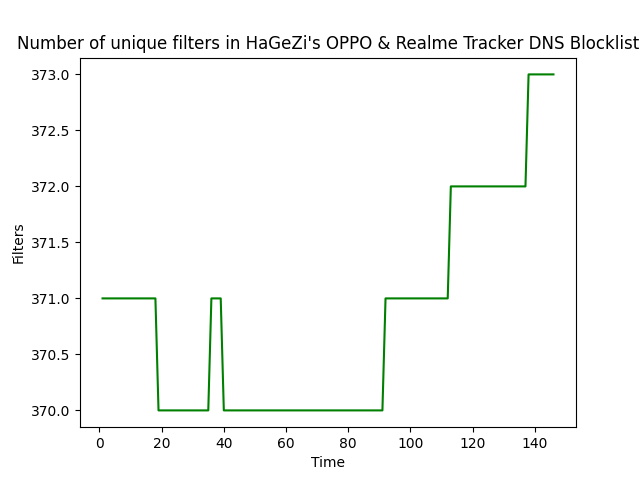 Number of unique filters in HaGeZi's OPPO & Realme Tracker DNS Blocklist
373.0
372.5
372.0
371.5
371.0
370.5
370.0
Filters
0 20 40 60 80 100 120 140
Time